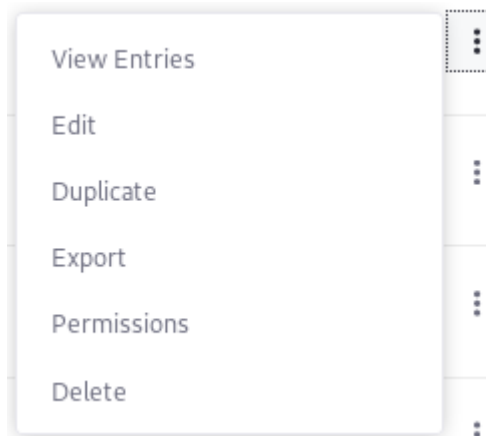 View Entries
Edit
Duplicate
Export
Permissions
Delete